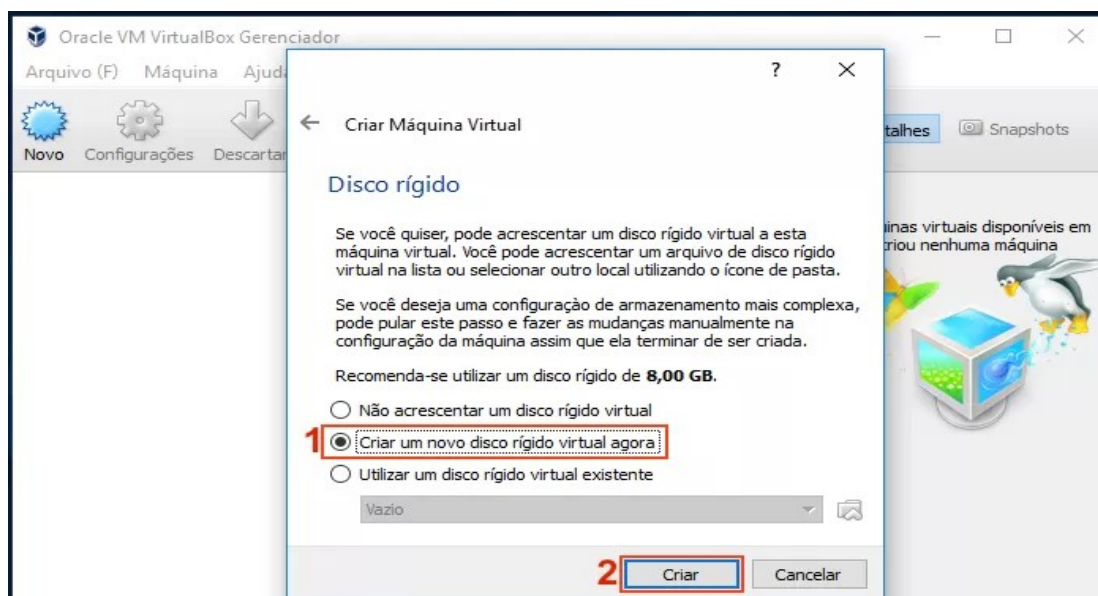 Oracle VM VirtualBox Gerenciador
Arquivo (F) Máquina Ajuda
Novo Configurações Descartar
talhes Snapshots
inas virtuais disponíveis em
criou nenhuma máquina
?
Criar Máquina Virtual
Disco rígido
Se você quiser, pode acrescentar um disco rígido virtual a esta
máquina virtual. Você pode acrescentar um arquivo de disco rígido
virtual na lista ou selecionar outro local utilizando o ícone de pasta.
Se você deseja uma configuraçào de armazenamento mais complexa,
pode pular este passo e fazer as mudanças manualmente na
configuração da máquina assim que ela terminar de ser criada.
Recomenda-se utilizar um disco rígido de 8,00 GB.
Não acrescentar um disco rígido virtual
1 Criar um novo disco rígido virtual agora
Utilizar um disco rígido virtual existente
Vazio
2 Criar Cancelar